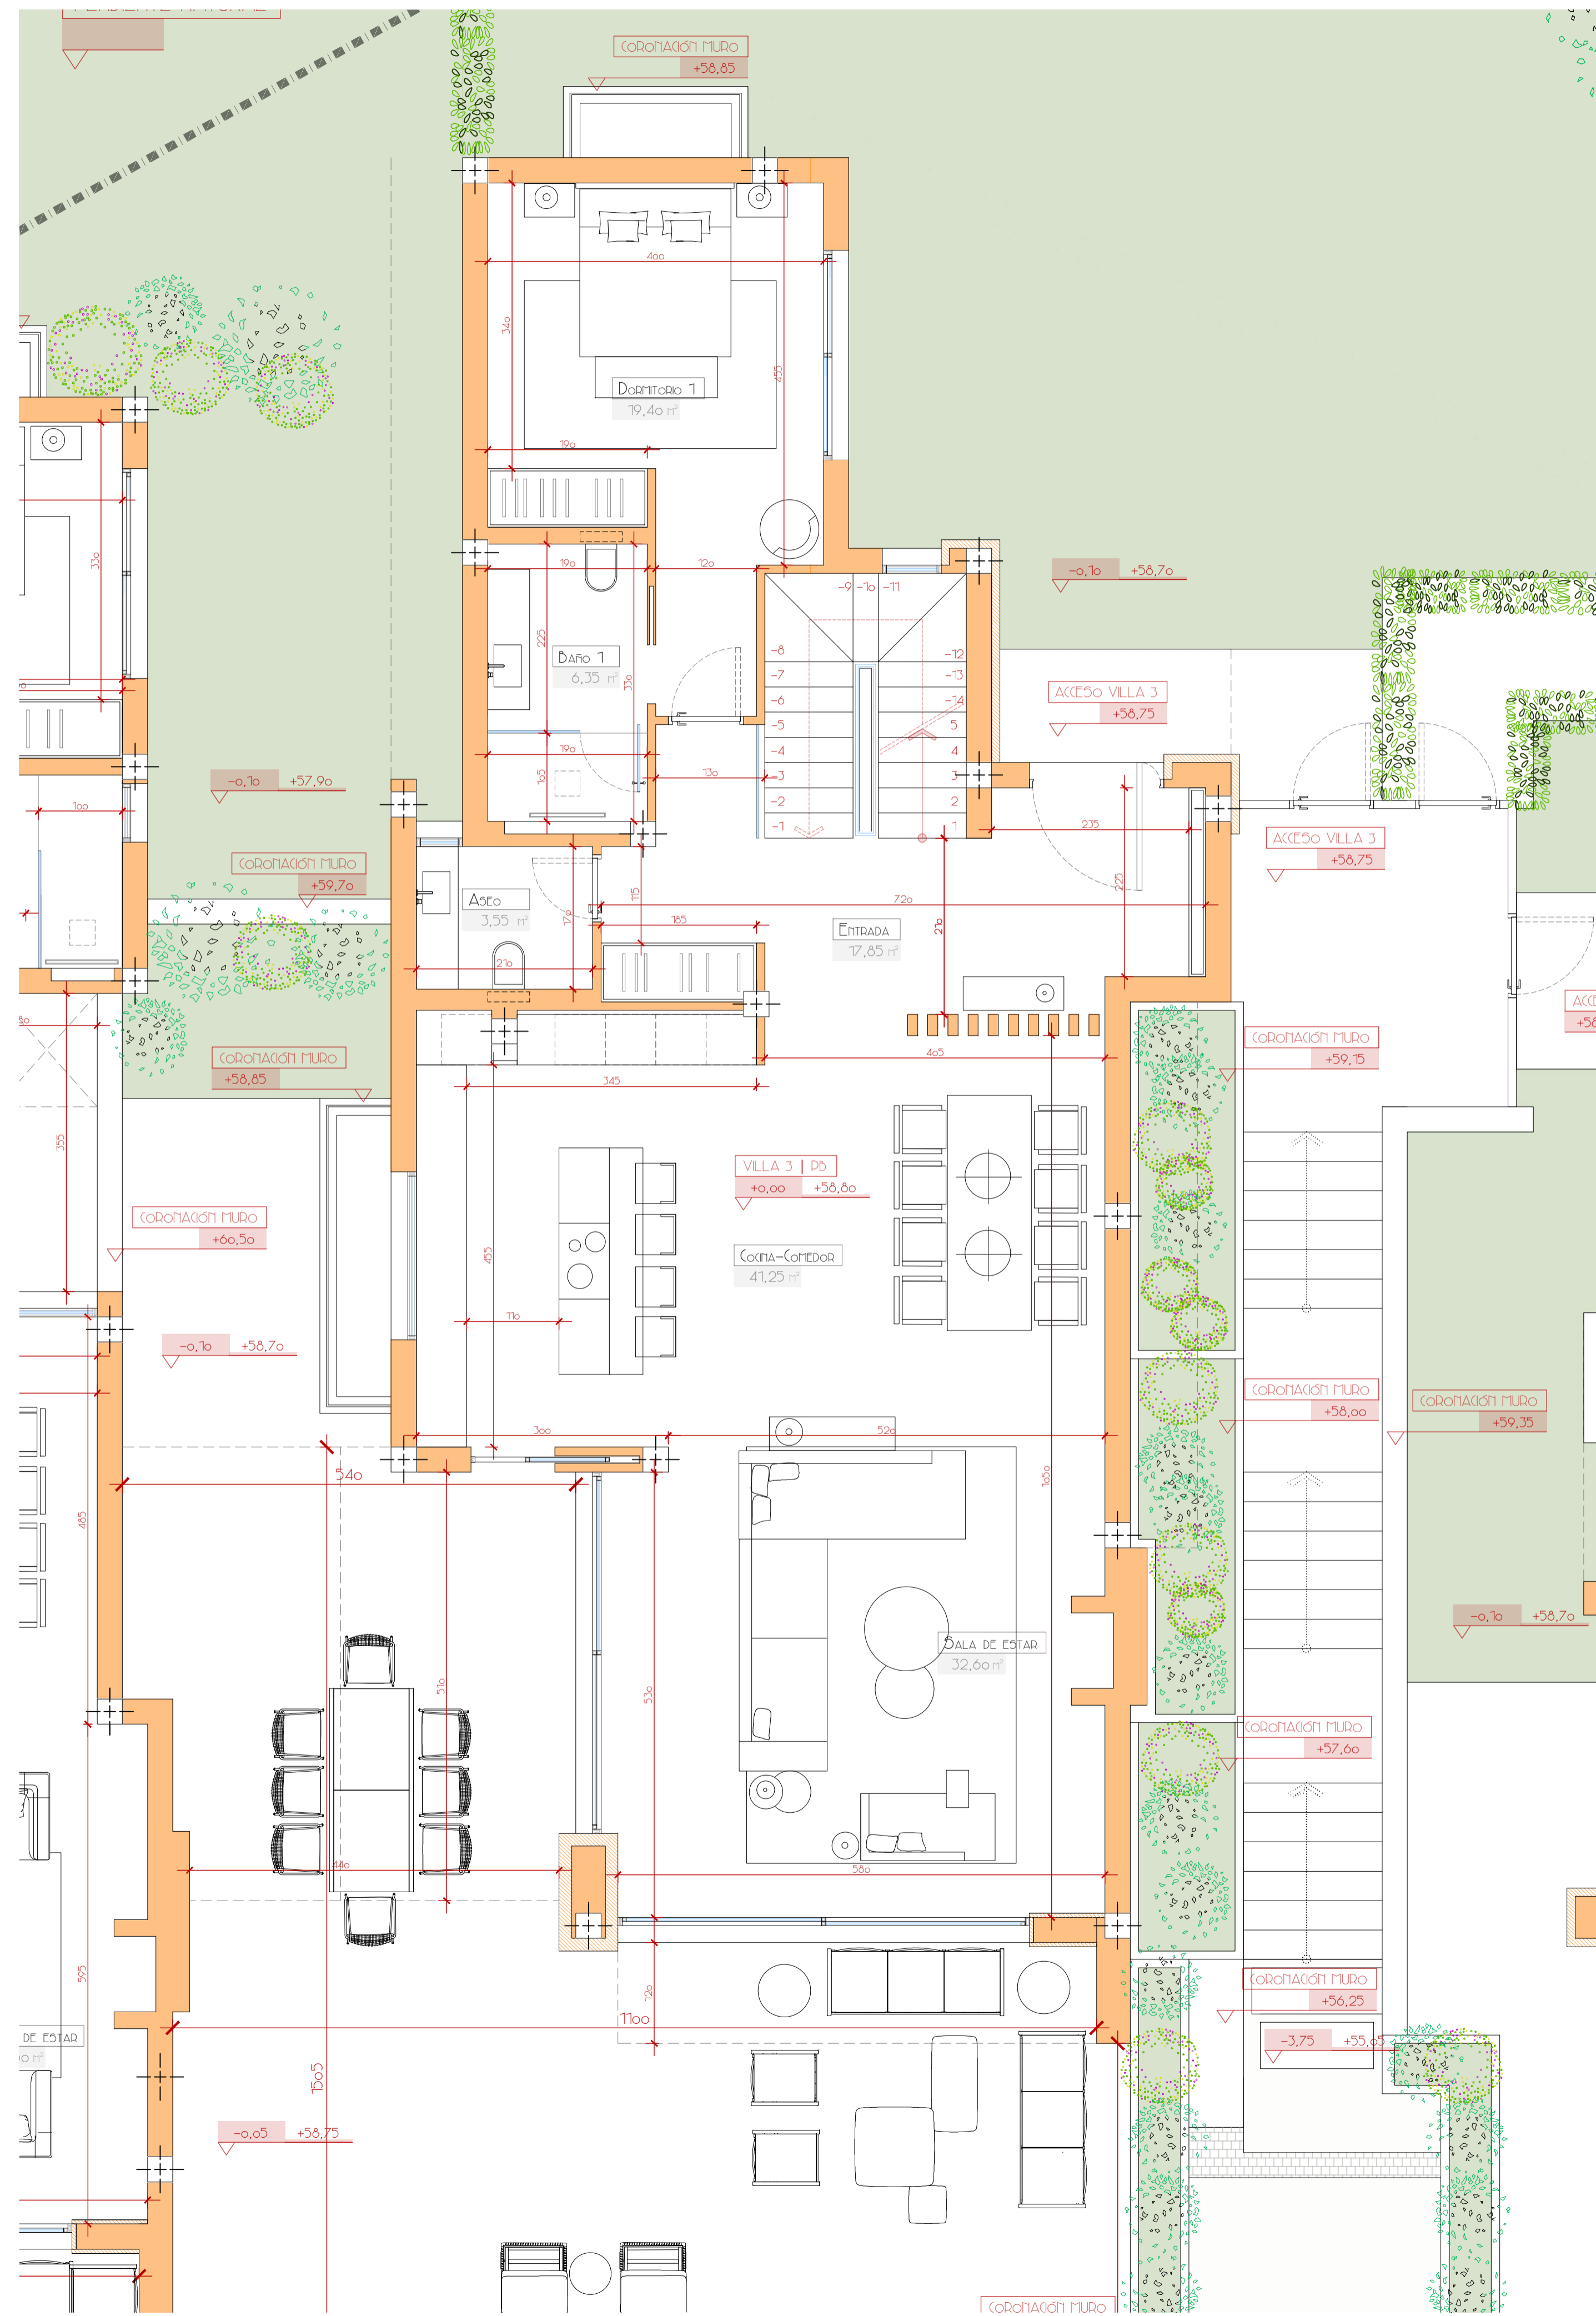 CORONACIÓN MURO
+58,85
400
340
455
DORMITORIO 1
19,40 m²
190
330
190
120
-9 -10 -11
-0,10 +58,70
225
BAÑO 1
6,35 m²
330
-8
-7
-6
-5
-4
-3
-2
-1
-12
-13
-14
5
4
3
2
1
ACCESO VILLA 3
+58,75
190
165
130
-0,10 +57,90
100
235
ACCESO VILLA 3
+58,75
CORONACIÓN MURO
+59,70
ASEO
3,55 m²
170
115
185
210
720
225
210
ENTRADA
17,85 m²
CORONACIÓN MURO
+58,85
CORONACIÓN MURO
+59,15
405
345
355
VILLA 3 | PB
+0,00 +58,80
CORONACIÓN MURO
+60,50
455
COCINA-COMEDOR
41,25 m²
110
-0,10 +58,70
CORONACIÓN MURO
+58,00
CORONACIÓN MURO
+59,35
300
520
540
1050
485
510
530
SALA DE ESTAR
32,60 m²
-0,10 +58,70
CORONACIÓN MURO
+57,60
440
580
595
120
1100
CORONACIÓN MURO
+56,25
DE ESTAR
-3,75 +55,05
1505
-0,05 +58,75
CORONACIÓN MURO